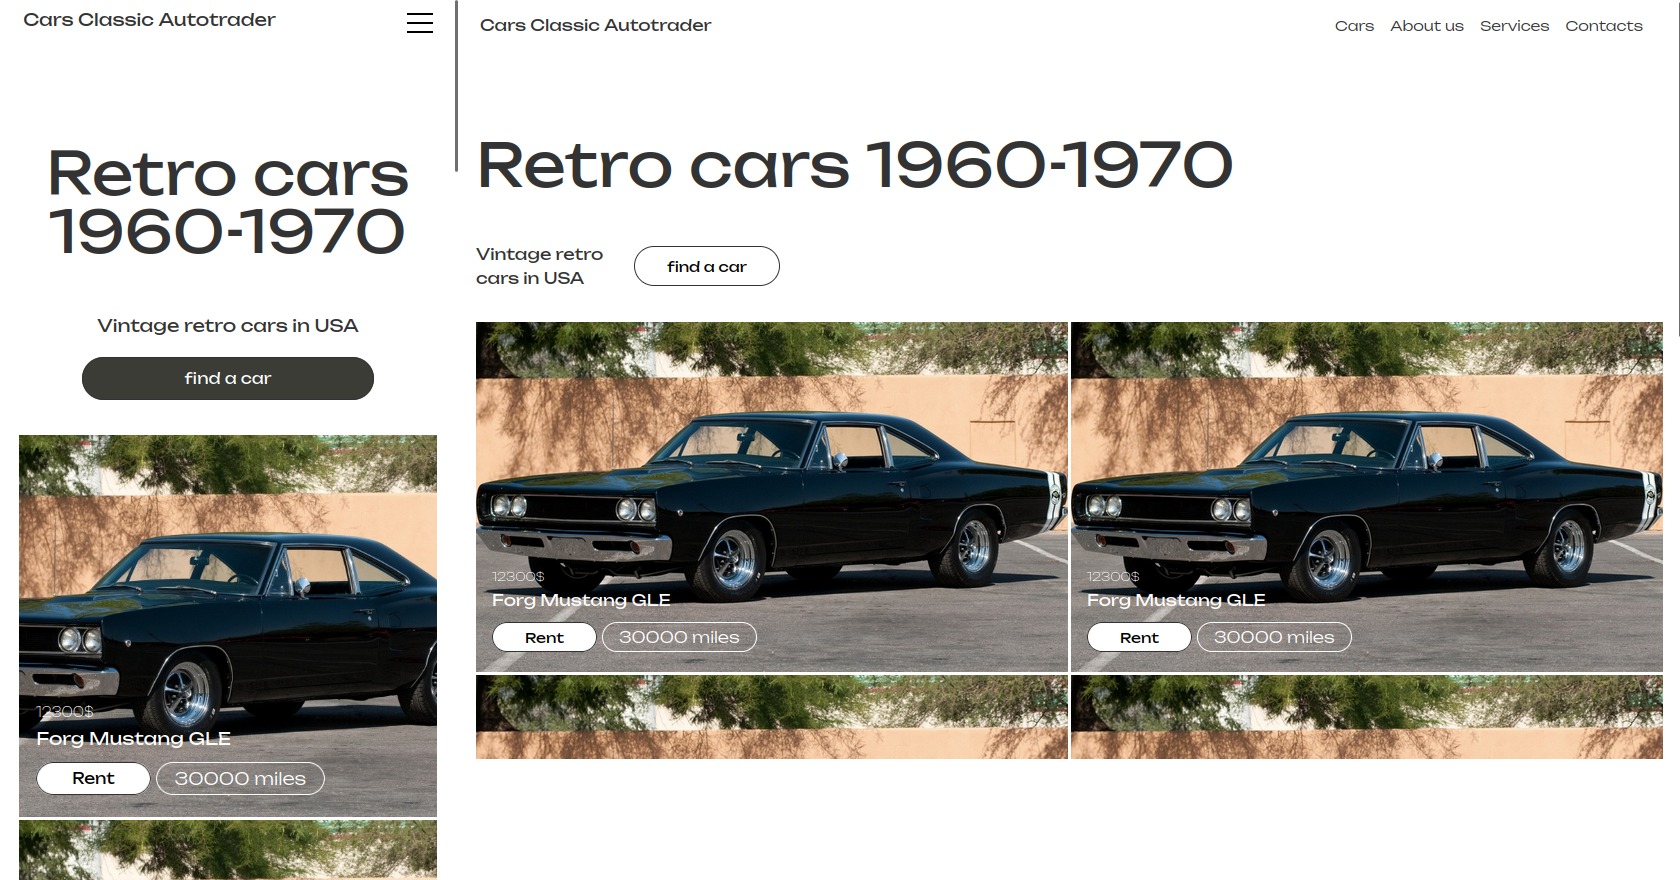 Cars Classic Autotrader
Retro cars
1960-1970
Vintage retro cars in USA
find a car
12300$
Forg Mustang GLE
Rent
30000 miles
Cars Classic Autotrader
Cars
About us
Services
Contacts
Retro cars 1960-1970
Vintage retro
cars in USA
find a car
12300$
Forg Mustang GLE
Rent
30000 miles
12300$
Forg Mustang GLE
Rent
30000 miles